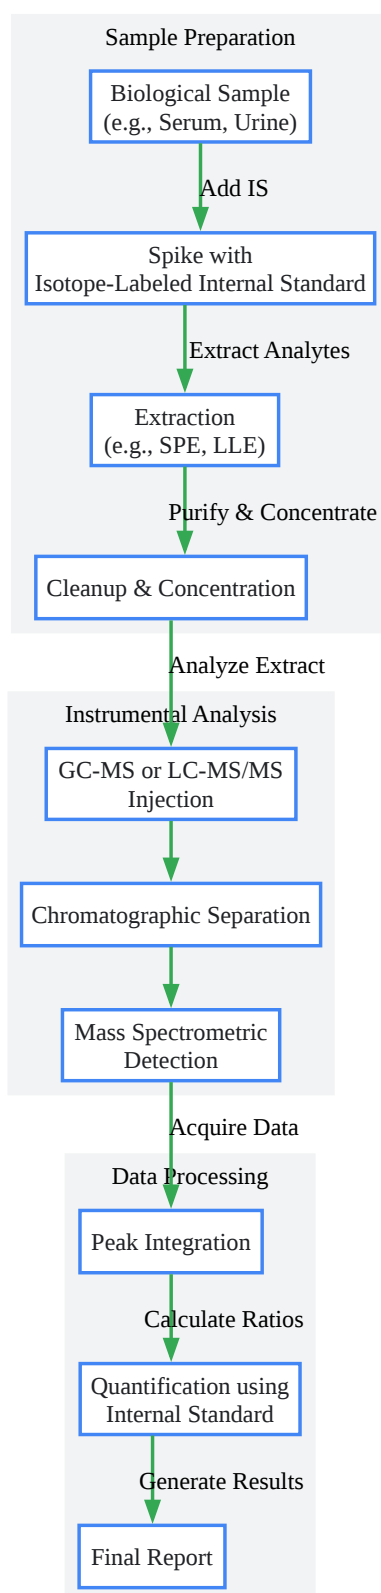 Sample Preparation
Biological Sample
(e.g., Serum, Urine)
Add IS
Spike with
Isotope-Labeled Internal Standard
Extract Analytes
Extraction
(e.g., SPE, LLE)
Purify & Concentrate
Cleanup & Concentration
Analyze Extract
Instrumental Analysis
GC-MS or LC-MS/MS
Injection
Chromatographic Separation
Mass Spectrometric
Detection
Acquire Data
Data Processing
Peak Integration
Calculate Ratios
Quantification using
Internal Standard
Generate Results
Final Report